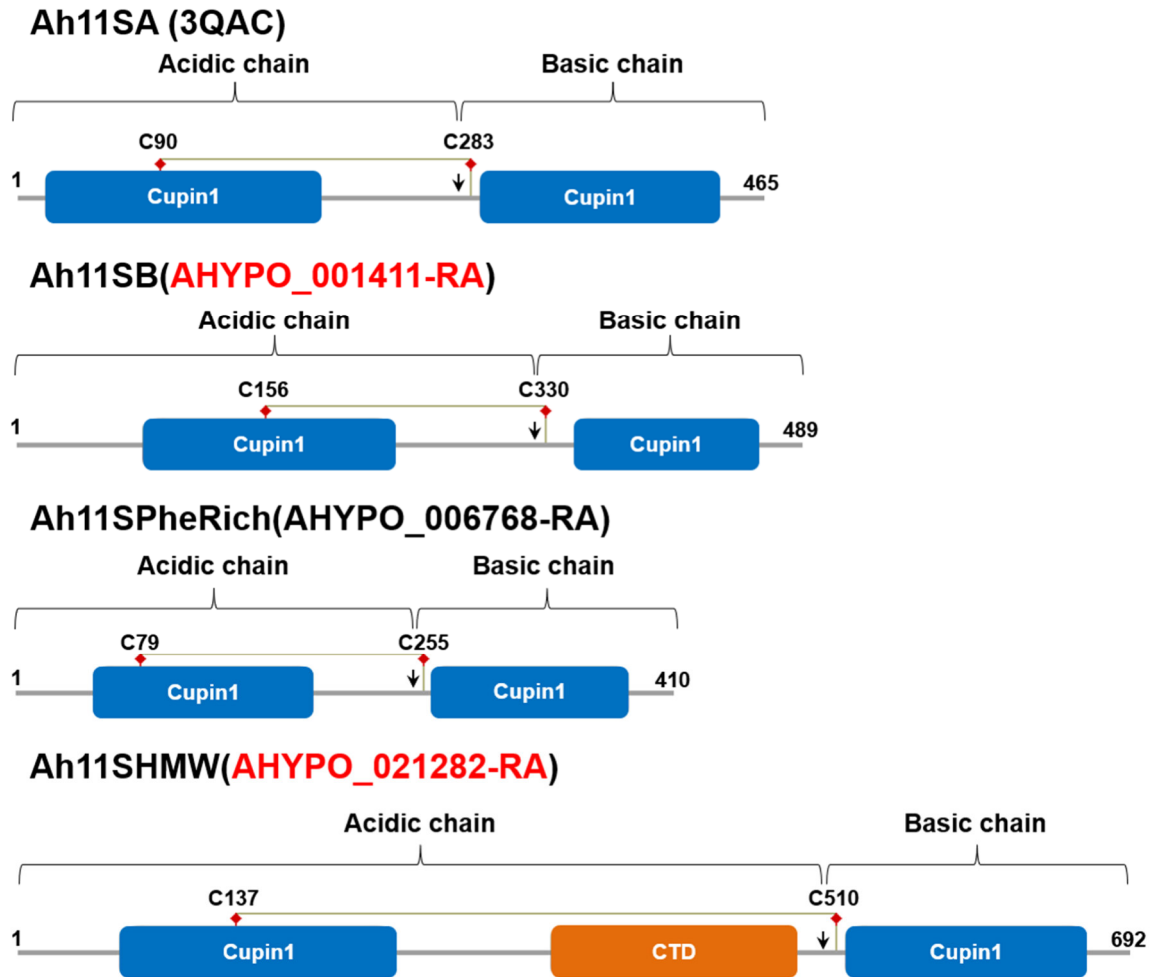 Ah11SA (3QAC)
Acidic chain Basic chain
C90 C283
1 Cupin1 Cupin1 465
Ah11SB(AHYPO_001411-RA)
Acidic chain Basic chain
C156 C330
1 Cupin1 Cupin1 489
Ah11SPheRich(AHYPO_006768-RA)
Acidic chain Basic chain
C79 C255
1 Cupin1 Cupin1 410
Ah11SHMW(AHYPO_021282-RA)
Acidic chain Basic chain
C137 C510
1 Cupin1 CTD Cupin1 692